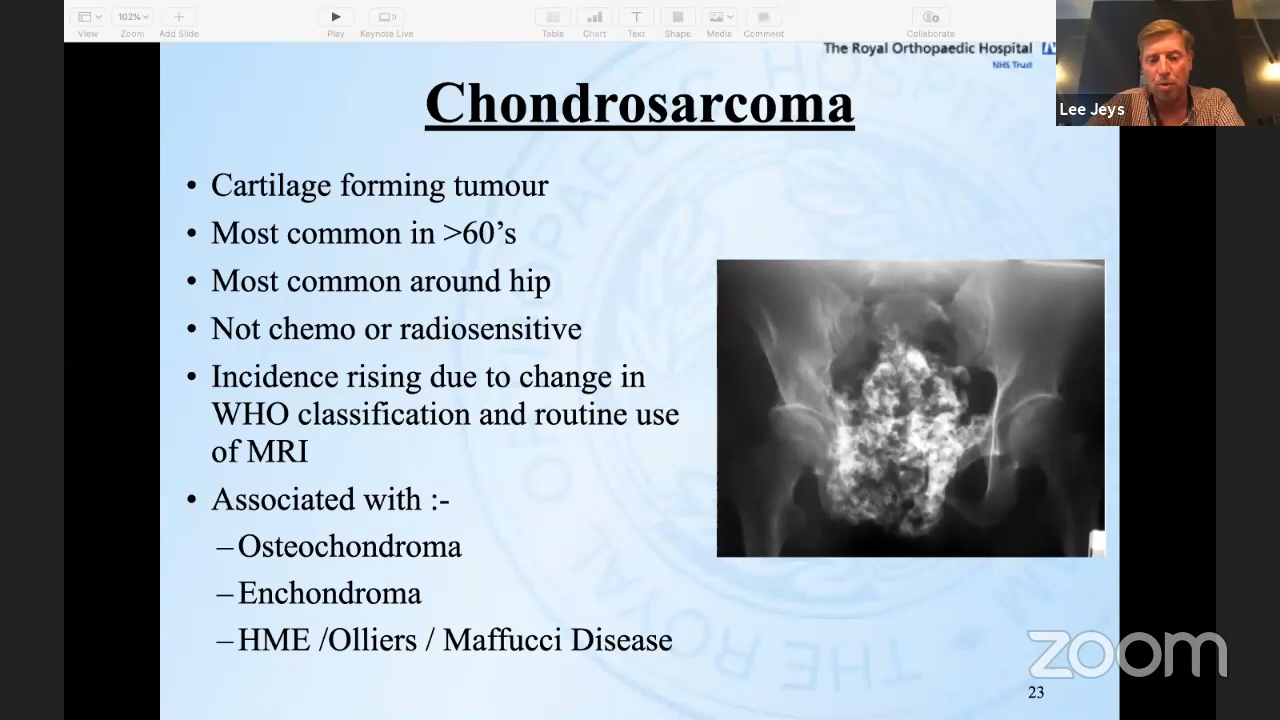 View
102%
Zoom
Add Slide
Play
Keynote Live
Table
Chart
Text
Shape
Media
Comment
Collaborate
The Royal Orthopaedic Hospital
NHS Trust
Lee Jeys
Chondrosarcoma
• Cartilage forming tumour
• Most common in >60’s
• Most common around hip
• Not chemo or radiosensitive
• Incidence rising due to change in
WHO classification and routine use
of MRI
• Associated with :-
–Osteochondroma
–Enchondroma
–HME /Olliers / Maffucci Disease
zoom
23